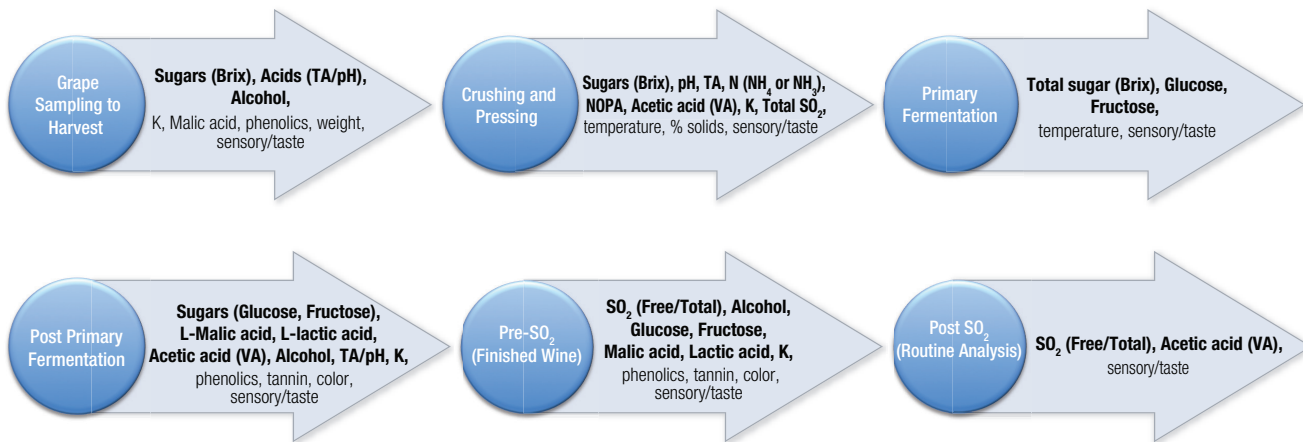 Grape
Sampling to
Harvest
Sugars (Brix), Acids (TA/pH),
Alcohol,
K, Malic acid, phenolics, weight,
sensory/taste
Crushing and
Pressing
Sugars (Brix), pH, TA, N (NH₄ or NH₃),
NOPA, Acetic acid (VA), K, Total SO₂,
temperature, % solids, sensory/taste
Primary
Fermentation
Total sugar (Brix), Glucose,
Fructose,
temperature, sensory/taste
Post Primary
Fermentation
Sugars (Glucose, Fructose),
L-Malic acid, L-lactic acid,
Acetic acid (VA), Alcohol, TA/pH, K,
phenolics, tannin, color,
sensory/taste
Pre-SO₂
(Finished Wine)
SO₂ (Free/Total), Alcohol,
Glucose, Fructose,
Malic acid, Lactic acid, K,
phenolics, tannin, color,
sensory/taste
Post SO₂
(Routine Analysis)
SO₂ (Free/Total), Acetic acid (VA),
sensory/taste